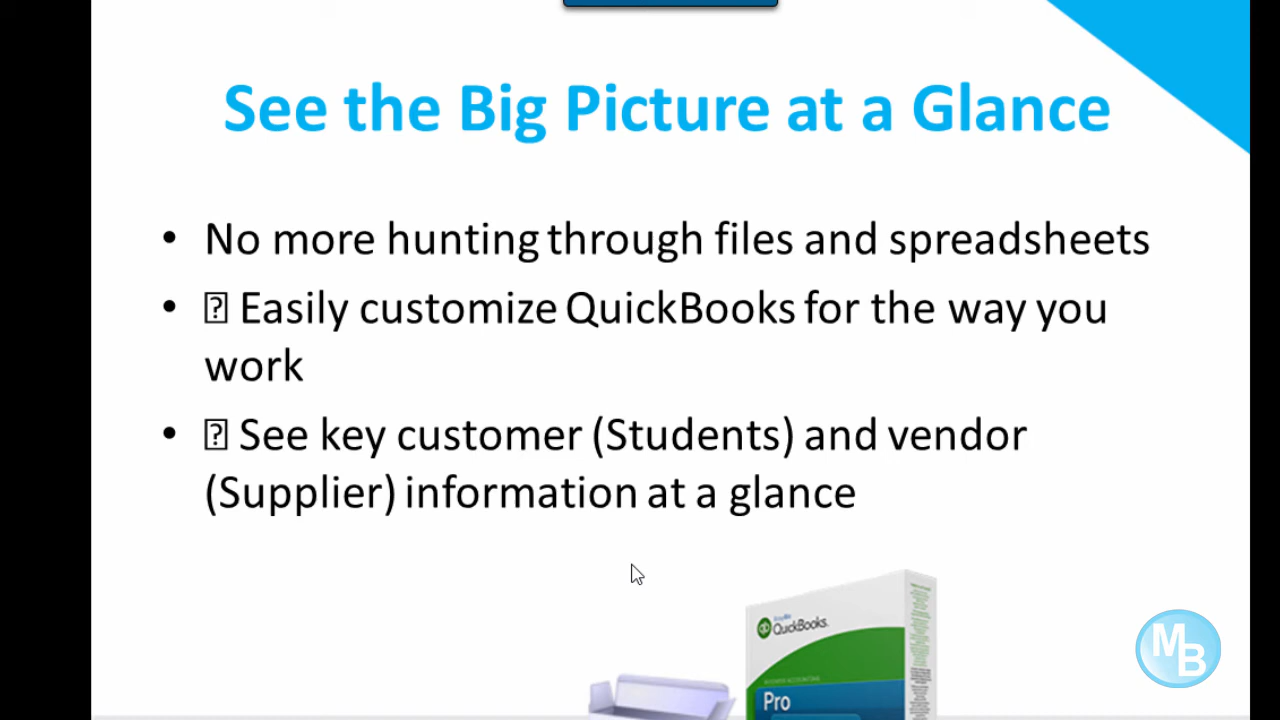 See the Big Picture at a Glance
• No more hunting through files and spreadsheets
• ⍰ Easily customize QuickBooks for the way you
work
• ⍰ See key customer (Students) and vendor
(Supplier) information at a glance
QuickBooks.
Pro
MB